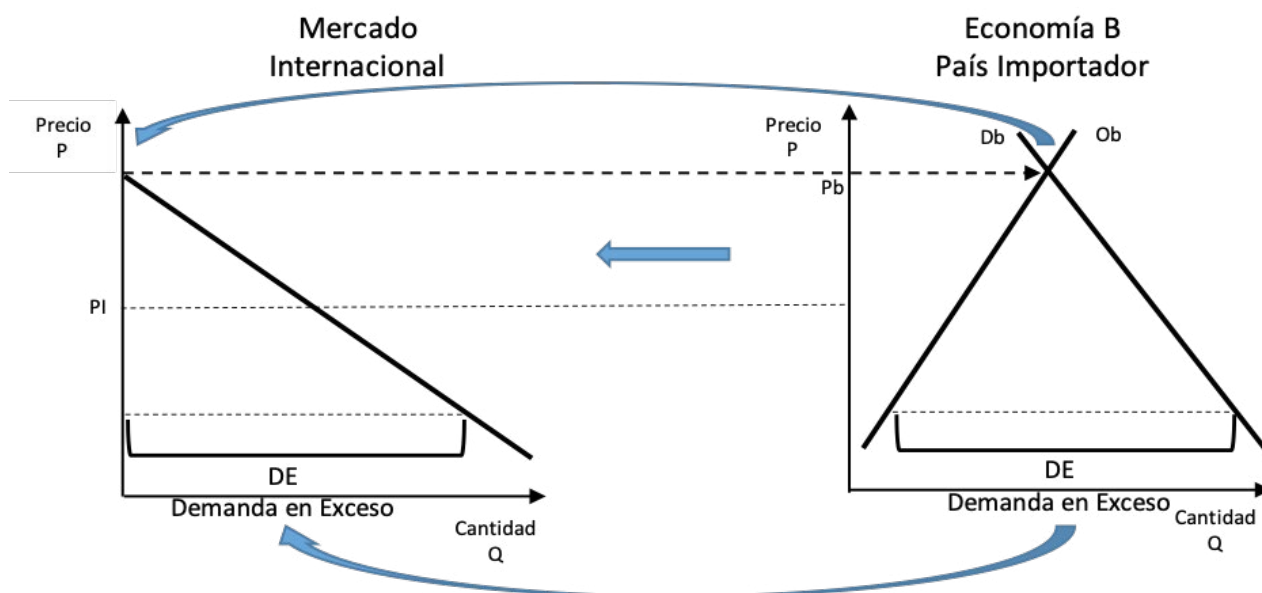 Mercado
Internacional
Economía B
País Importador
Precio
P
PI
DE
Demanda en Exceso
Cantidad
Q
Precio
P
Pb
Db
Ob
DE
Demanda en Exceso
Cantidad
Q